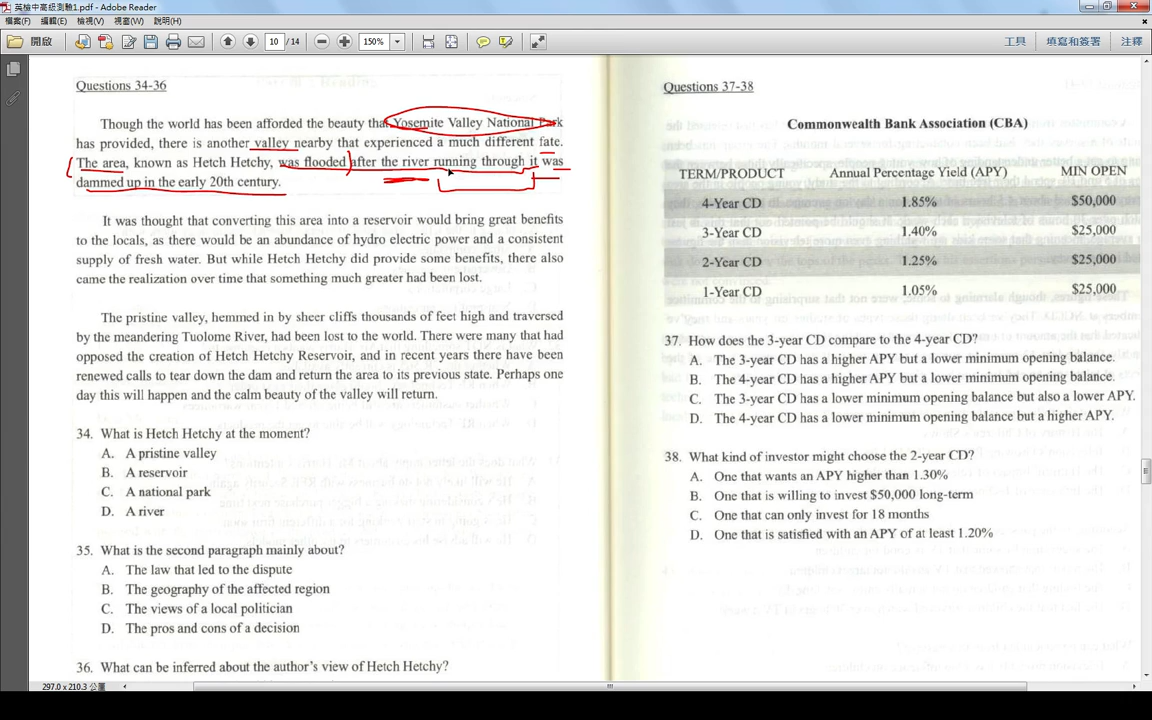 英檢中高級測驗1.pdf - Adobe Reader
檔案(F) 編輯(E) 檢視(V) 視窗(W) 說明(H)
開啟 10 / 14 150% 工具 填寫和簽署 注釋
Questions 34-36
Though the world has been afforded the beauty that Yosemite Valley National Park
has provided, there is another valley nearby that experienced a much different fate.
The area, known as Hetch Hetchy, was flooded after the river running through it was
dammed up in the early 20th century.
It was thought that converting this area into a reservoir would bring great benefits
to the locals, as there would be an abundance of hydro electric power and a consistent
supply of fresh water. But while Hetch Hetchy did provide some benefits, there also
came the realization over time that something much greater had been lost.
The pristine valley, hemmed in by sheer cliffs thousands of feet high and traversed
by the meandering Tuolome River, had been lost to the world. There were many that had
opposed the creation of Hetch Hetchy Reservoir, and in recent years there have been
renewed calls to tear down the dam and return the area to its previous state. Perhaps one
day this will happen and the calm beauty of the valley will return.
34. What is Hetch Hetchy at the moment?
A. A pristine valley
B. A reservoir
C. A national park
D. A river
35. What is the second paragraph mainly about?
A. The law that led to the dispute
B. The geography of the affected region
C. The views of a local politician
D. The pros and cons of a decision
36. What can be inferred about the author's view of Hetch Hetchy?
Questions 37-38
Commonwealth Bank Association (CBA)
TERM/PRODUCT Annual Percentage Yield (APY) MIN OPEN
4-Year CD 1.85% $50,000
3-Year CD 1.40% $25,000
2-Year CD 1.25% $25,000
1-Year CD 1.05% $25,000
37. How does the 3-year CD compare to the 4-year CD?
A. The 3-year CD has a higher APY but a lower minimum opening balance.
B. The 4-year CD has a higher APY but a lower minimum opening balance.
C. The 3-year CD has a lower minimum opening balance but also a lower APY.
D. The 4-year CD has a lower minimum opening balance but a higher APY.
38. What kind of investor might choose the 2-year CD?
A. One that wants an APY higher than 1.30%
B. One that is willing to invest $50,000 long-term
C. One that can only invest for 18 months
D. One that is satisfied with an APY of at least 1.20%
297.0 x 210.3 公釐